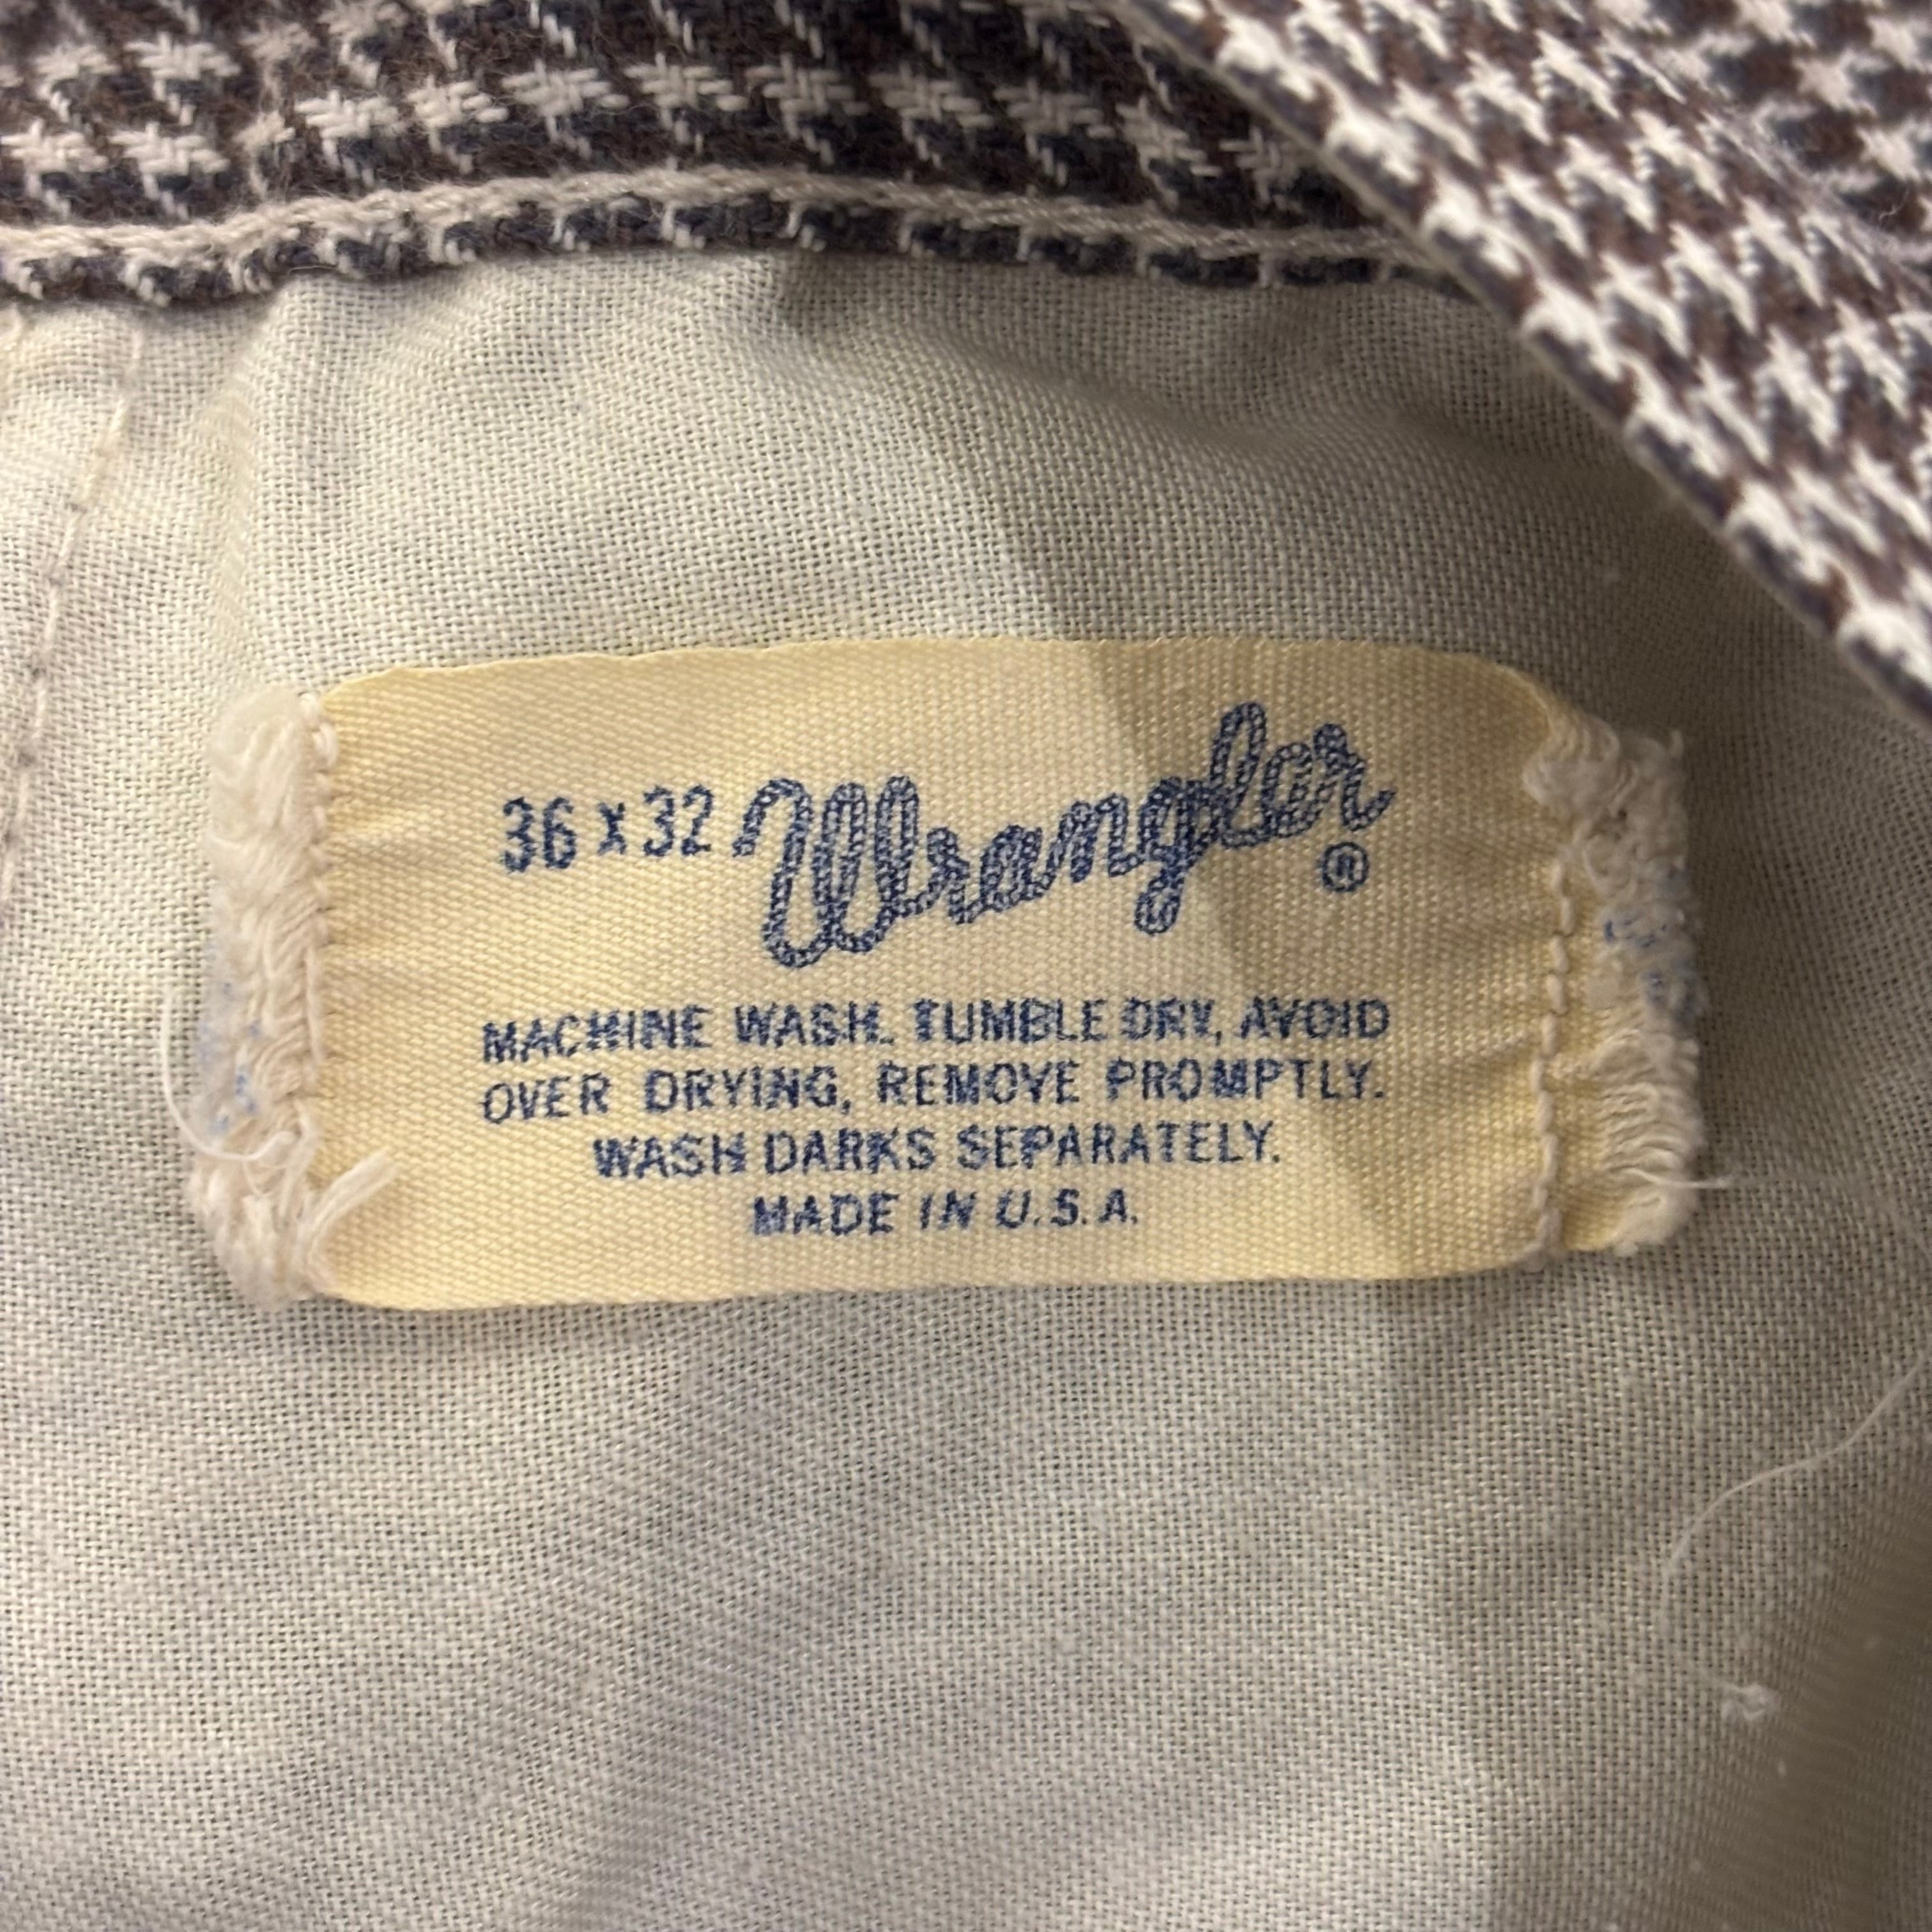 36 x 32 Wrangler ®
MACHINE WASH. TUMBLE DRY, AVOID
OVER DRYING, REMOVE PROMPTLY.
WASH DARKS SEPARATELY.
MADE IN U.S.A.